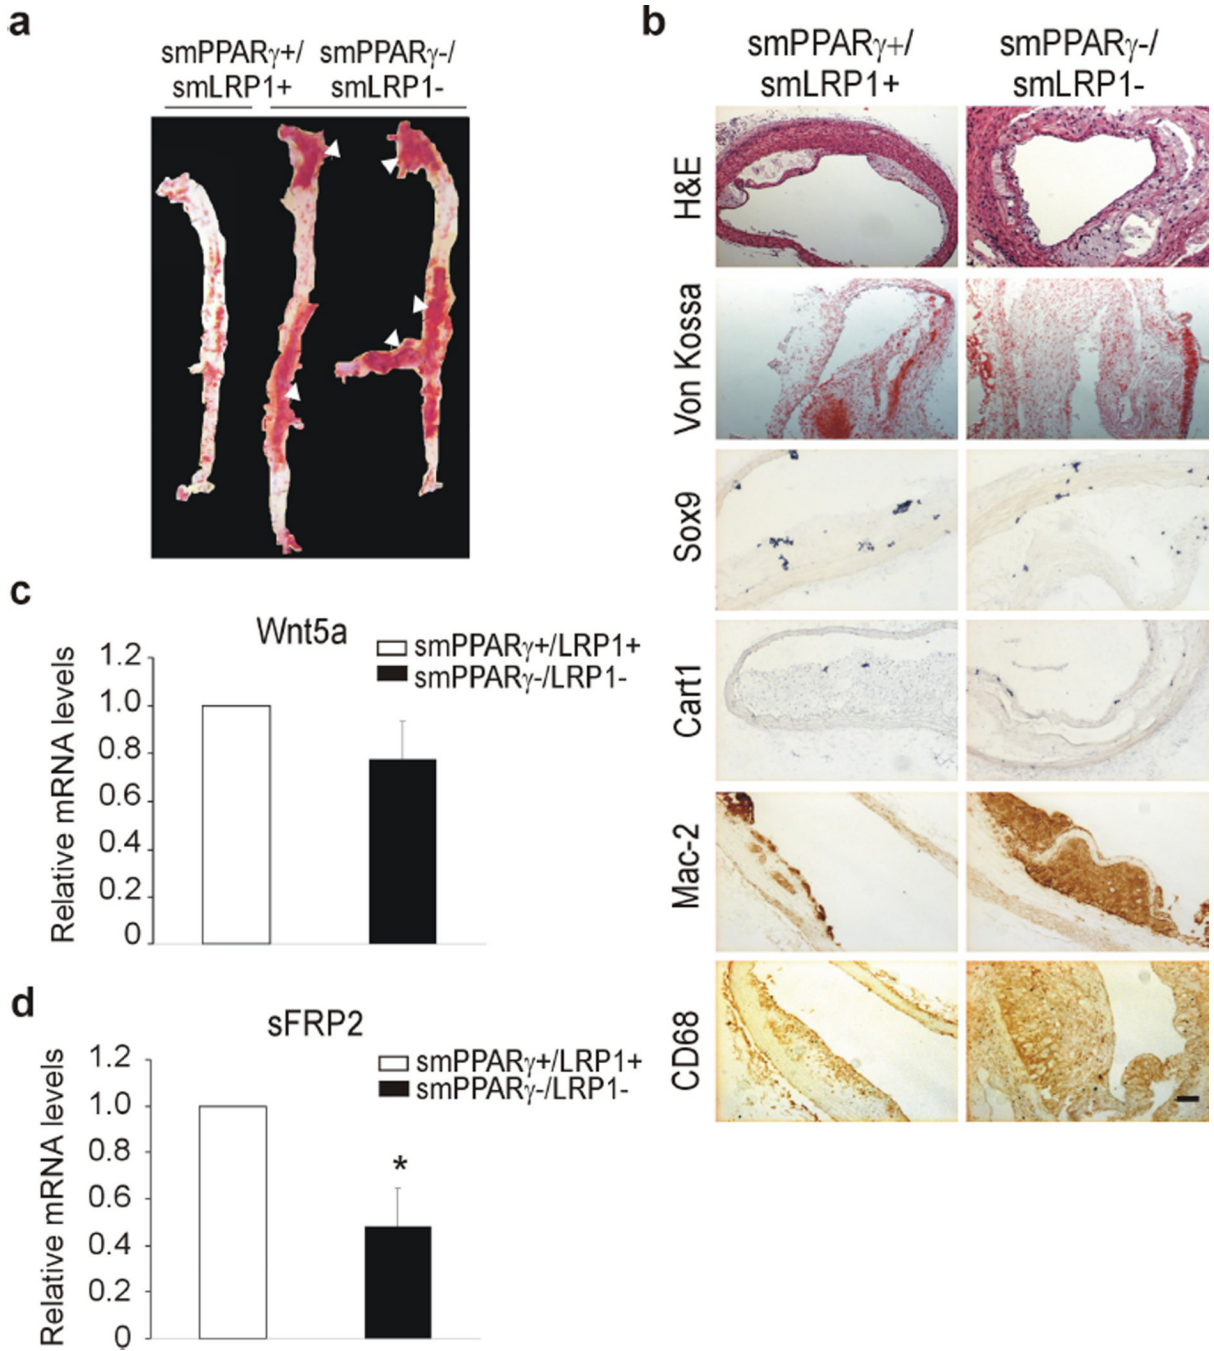 a
smPPARγ+/
smLRP1+
smPPARγ-/
smLRP1-
b
smPPARγ+/
smLRP1+
smPPARγ-/
smLRP1-
H&E
Von Kossa
Sox9
Cart1
Mac-2
CD68
c
Wnt5a
smPPARγ+/LRP1+
smPPARγ-/LRP1-
Relative mRNA levels
1.2
1.0
0.8
0.6
0.4
0.2
0
d
sFRP2
smPPARγ+/LRP1+
smPPARγ-/LRP1-
Relative mRNA levels
1.2
1.0
0.8
0.6
0.4
0.2
0
*